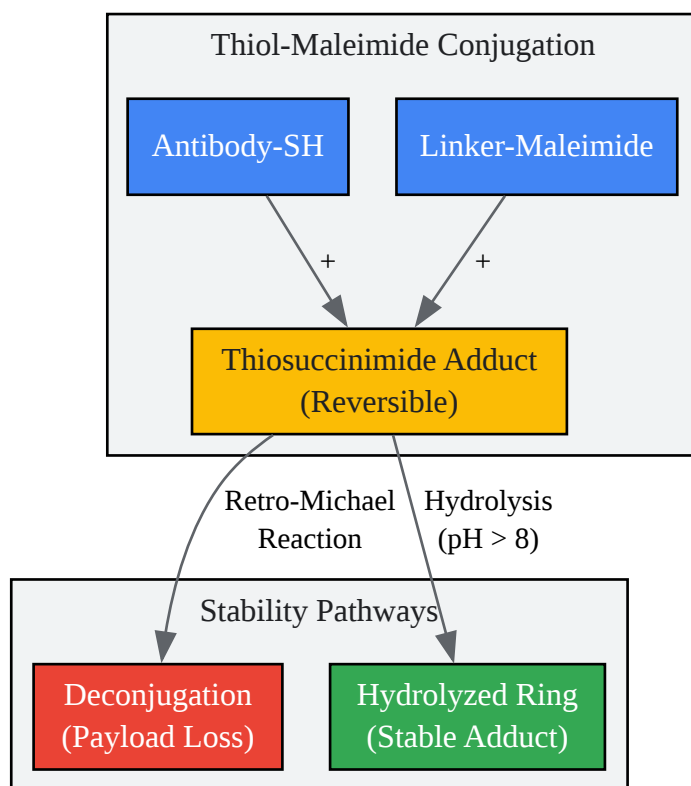 Thiol-Maleimide Conjugation
Antibody-SH
Linker-Maleimide
+
+
Thiosuccinimide Adduct
(Reversible)
Retro-Michael
Reaction
Hydrolysis
(pH > 8)
Stability Pathways
Deconjugation
(Payload Loss)
Hydrolyzed Ring
(Stable Adduct)